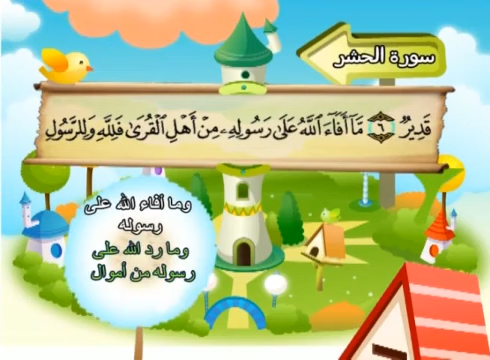 سورة الحشر
قَدِيرٌ ٦ مَّآ أَفَآءَ ٱللَّهُ عَلَىٰ رَسُولِهِۦ مِنْ أَهْلِ ٱلْقُرَىٰ فَلِلَّهِ وَلِلرَّسُولِ
وما أفاء الله على
رسوله
وما رد الله على
رسوله من أموال